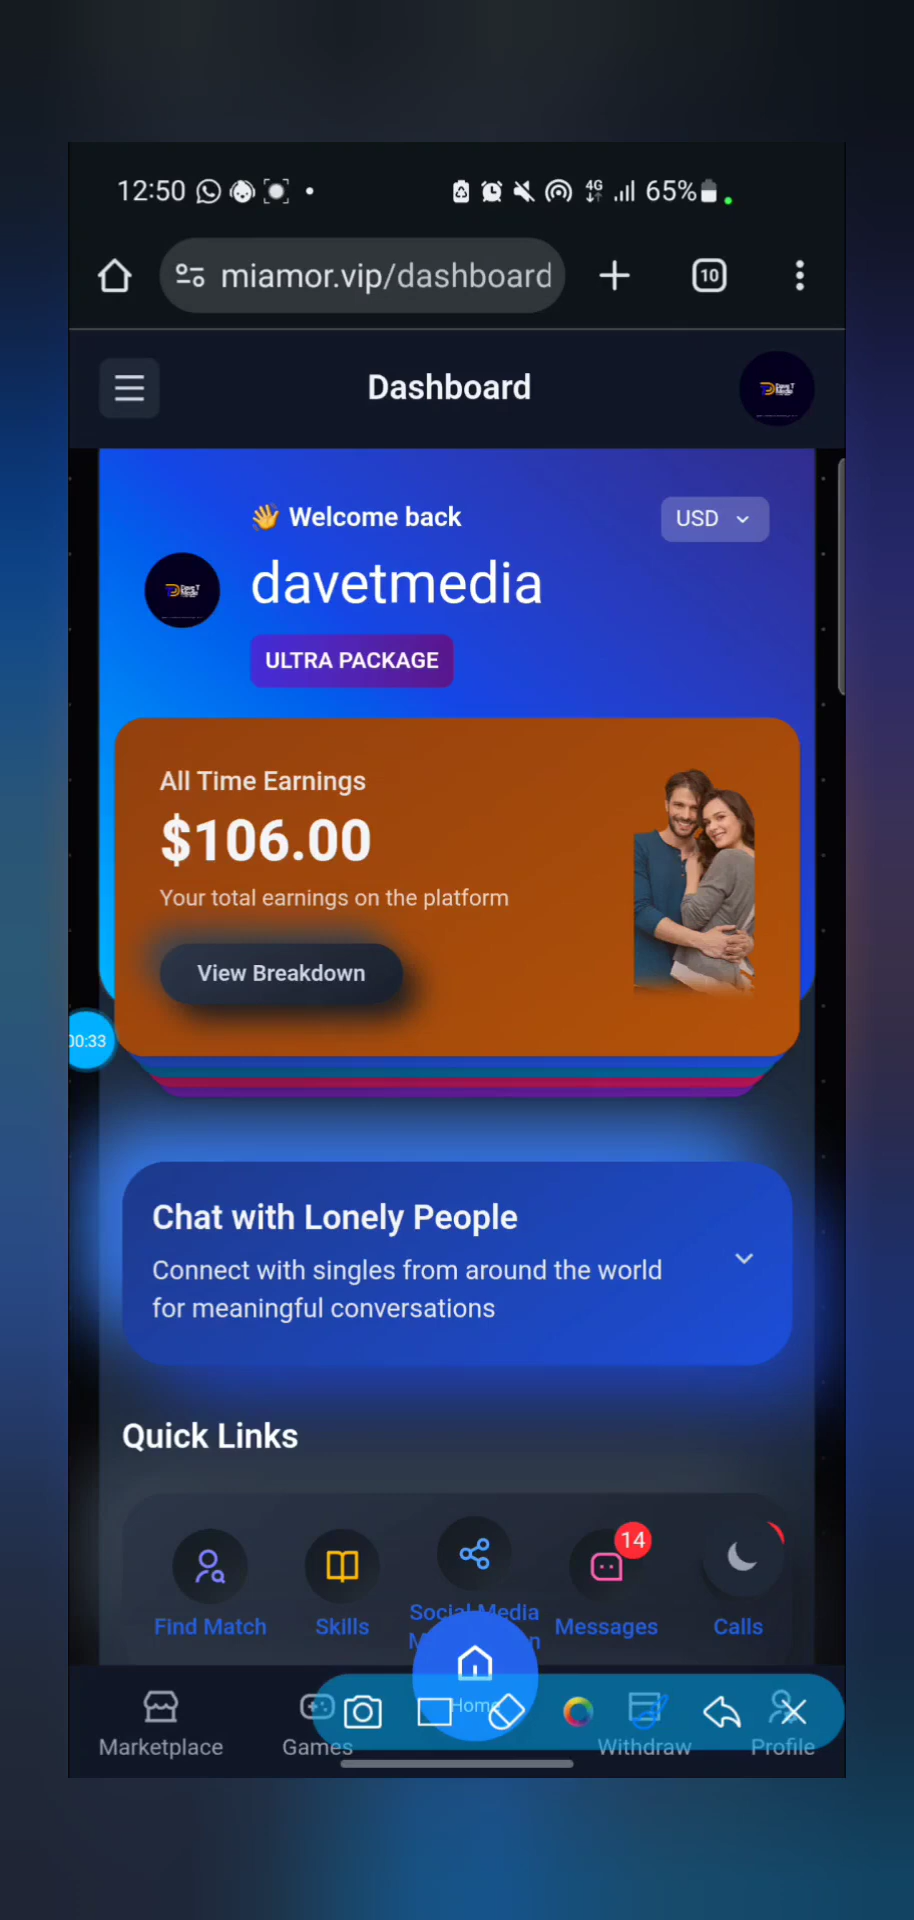 12:50
4G
65%
miamor.vip/dashboard
10
Dashboard
👋 Welcome back
USD
davetmedia
ULTRA PACKAGE
All Time Earnings
$106.00
Your total earnings on the platform
View Breakdown
00:33
Chat with Lonely People
Connect with singles from around the world
for meaningful conversations
Quick Links
14
Find Match
Skills
Social Media
Messages
Calls
Home
Marketplace
Games
Withdraw
Profile